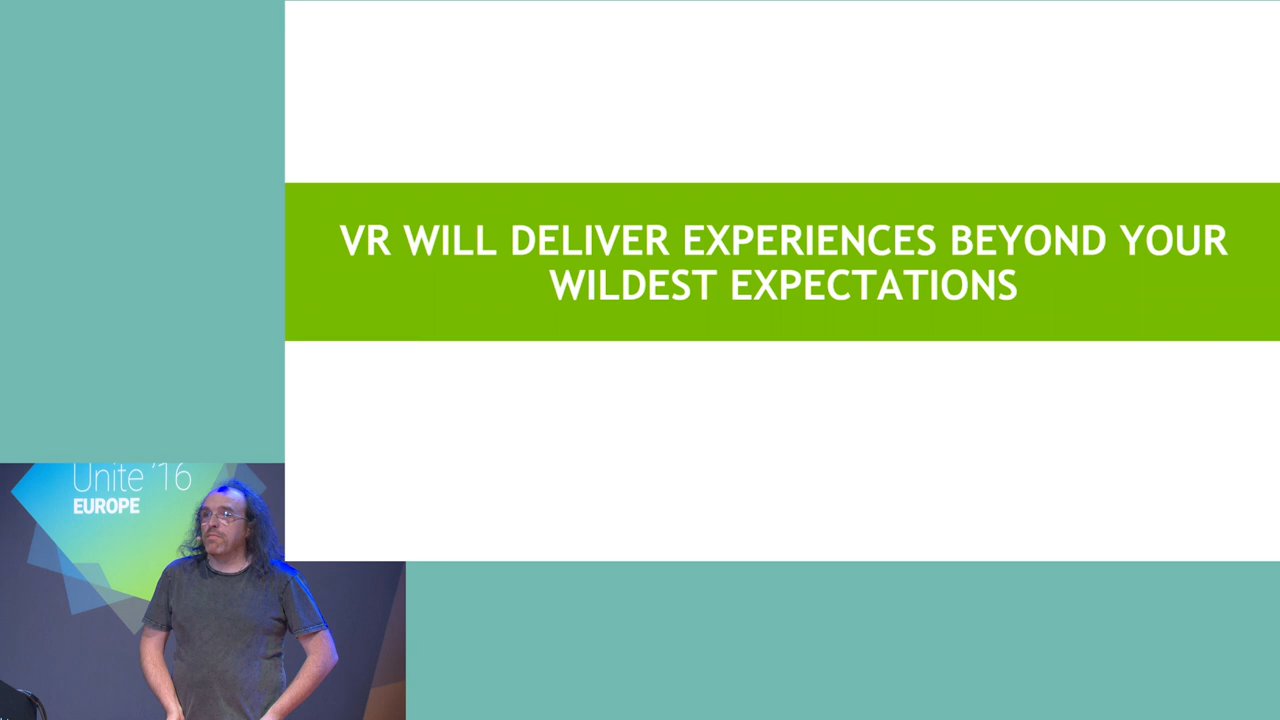 VR WILL DELIVER EXPERIENCES BEYOND YOUR
WILDEST EXPECTATIONS
Unite '16
EUROPE